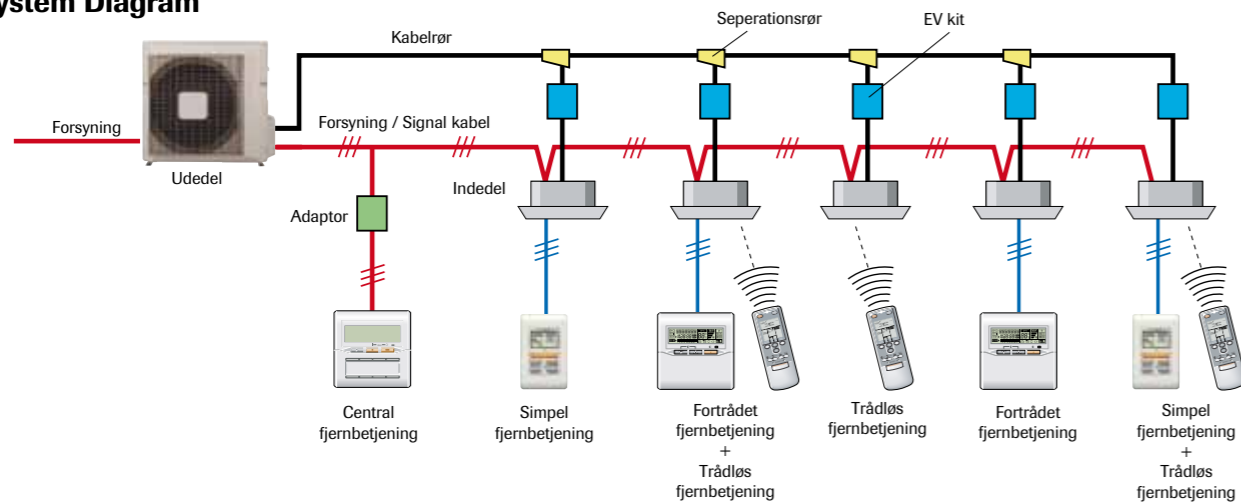 ystem Diagram
Seperationsrør
EV kit
Kabelrør
Forsyning
Forsyning / Signal kabel
Udedel
Indedel
Adaptor
Central
fjernbetjening
Simpel
fjernbetjening
Fortrådet
fjernbetjening
+
Trådløs
fjernbetjening
Trådløs
fjernbetjening
Fortrådet
fjernbetjening
Simpel
fjernbetjening
+
Trådløs
fjernbetjening